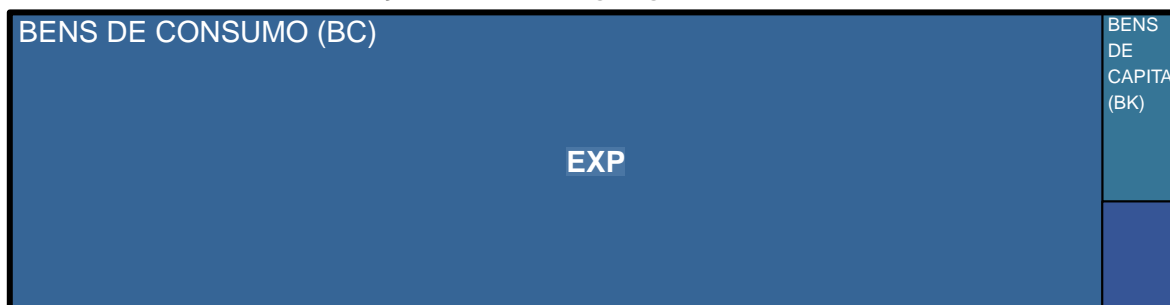 BENS DE CONSUMO (BC)
EXP
BENS
DE
CAPITA
(BK)